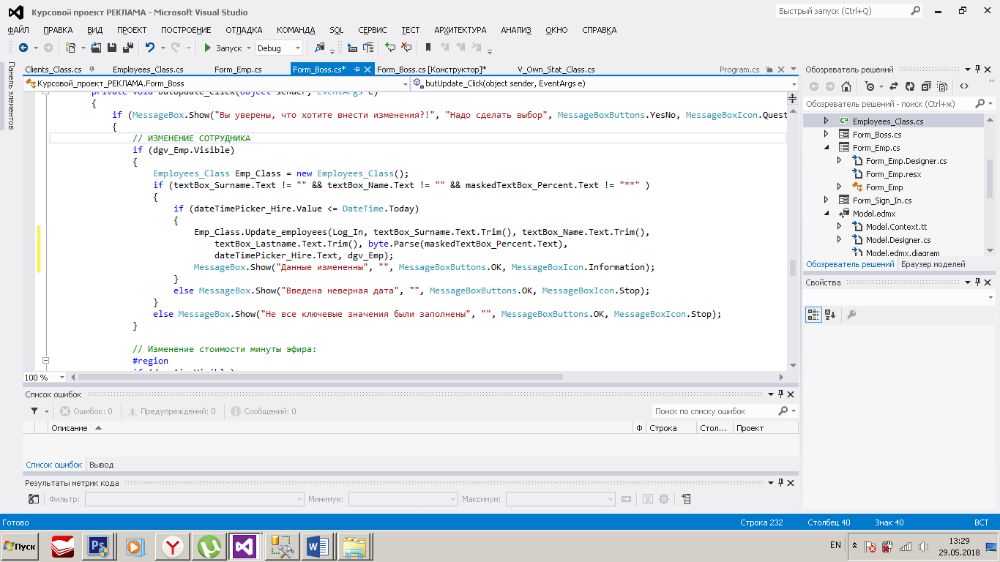 Курсовой проект РЕКЛАМА - Microsoft Visual Studio
Быстрый запуск (Ctrl+Q)
ФАЙЛ ПРАВКА ВИД ПРОЕКТ ПОСТРОЕНИЕ ОТЛАДКА КОМАНДА SQL СЕРВИС ТЕСТ АРХИТЕКТУРА АНАЛИЗ ОКНО СПРАВКА
Запуск Debug
Панель элементов
Clients_Class.cs Employees_Class.cs Form_Emp.cs Form_Boss.cs* Form_Boss.cs [Конструктор]* V_Own_Stat_Class.cs Program.cs
Курсовой_проект_РЕКЛАМА.Form_Boss butUpdate_Click(object sender, EventArgs e)
private void butUpdate_Click(object sender, EventArgs e)
{
if (MessageBox.Show("Вы уверены, что хотите внести изменения?!", "Надо сделать выбор", MessageBoxButtons.YesNo, MessageBoxIcon.Quest
{
// ИЗМЕНЕНИЕ СОТРУДНИКА
if (dgv_Emp.Visible)
{
Employees_Class Emp_Class = new Employees_Class();
if (textBox_Surname.Text != "" && textBox_Name.Text != "" && maskedTextBox_Percent.Text != "**" )
{
if (dateTimePicker_Hire.Value <= DateTime.Today)
{
Emp_Class.Update_employees(Log_In, textBox_Surname.Text.Trim(), textBox_Name.Text.Trim(),
textBox_Lastname.Text.Trim(), byte.Parse(maskedTextBox_Percent.Text),
dateTimePicker_Hire.Text, dgv_Emp);
MessageBox.Show("Данные измененны", "", MessageBoxButtons.OK, MessageBoxIcon.Information);
}
else MessageBox.Show("Введена неверная дата", "", MessageBoxButtons.OK, MessageBoxIcon.Stop);
}
else MessageBox.Show("Не все ключевые значения были заполнены", "", MessageBoxButtons.OK, MessageBoxIcon.Stop);
}
// Изменение стоимости минуты эфира:
#region
100 %
Обозреватель решений
Обозреватель решений - поиск (Ctrl+ж)
C# Employees_Class.cs
Form_Boss.cs
Form_Emp.cs
Form_Emp.Designer.cs
Form_Emp.resx
Form_Emp
Form_Sign_In.cs
Model.edmx
Model.Context.tt
Model.Designer.cs
Model.edmx.diagram
Обозреватель решений Браузер моделей
Свойства
Список ошибок
Ошибок: 0 Предупреждений: 0 Сообщений: 0 Поиск по списку ошибок
Описание Ф Строка Стол... Проект
Список ошибок Вывод
Результаты метрик кода
Фильтр: Минимум: Максимум:
Готово Строка 232 Столбец 40 Знак 40 ВСТ
Пуск Ps EN 13:29
29.05.2018